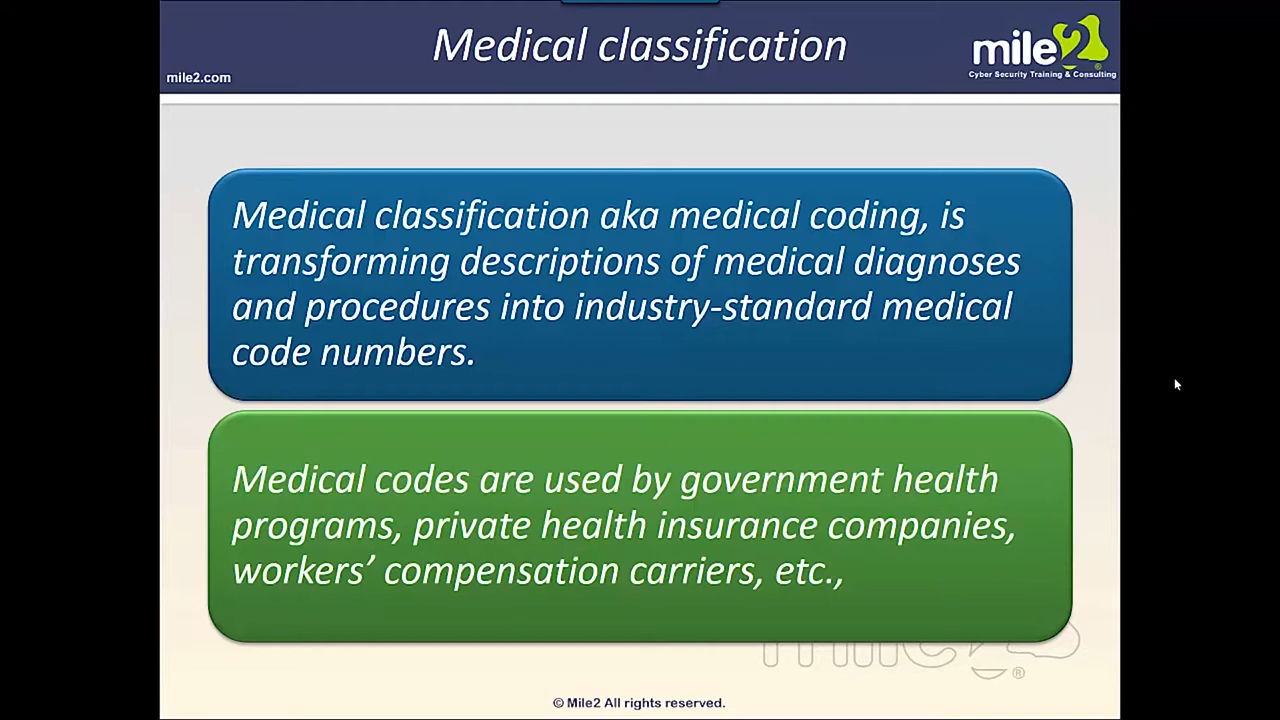 Medical classification
mile2
mile2.com
Cyber Security Training & Consulting
Medical classification aka medical coding, is
transforming descriptions of medical diagnoses
and procedures into industry-standard medical
code numbers.
Medical codes are used by government health
programs, private health insurance companies,
workers’ compensation carriers, etc.,
mile2
®
© Mile2 All rights reserved.